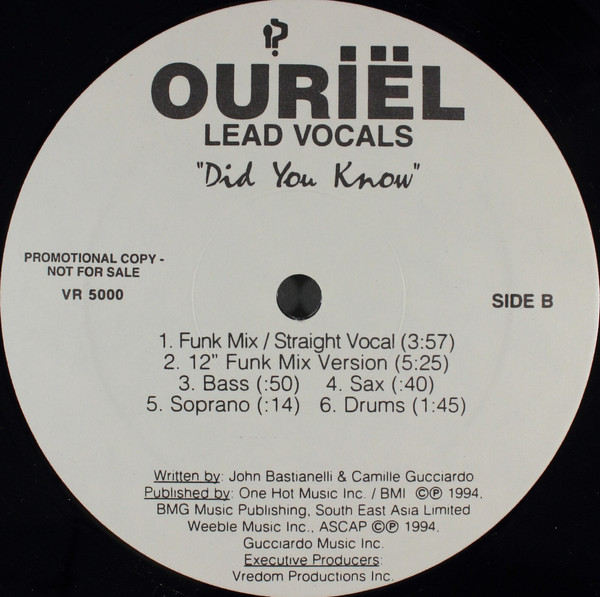 OURIËL
LEAD VOCALS
"Did You Know"
PROMOTIONAL COPY -
NOT FOR SALE
VR 5000
SIDE B
1. Funk Mix / Straight Vocal (3:57)
2. 12" Funk Mix Version (5:25)
3. Bass (:50) 4. Sax (:40)
5. Soprano (:14) 6. Drums (1:45)
Written by: John Bastianelli & Camille Gucciardo
Published by: One Hot Music Inc. / BMI ©℗ 1994.
BMG Music Publishing, South East Asia Limited
Weeble Music Inc., ASCAP ©℗ 1994.
Gucciardo Music Inc.
Executive Producers:
Vredom Productions Inc.